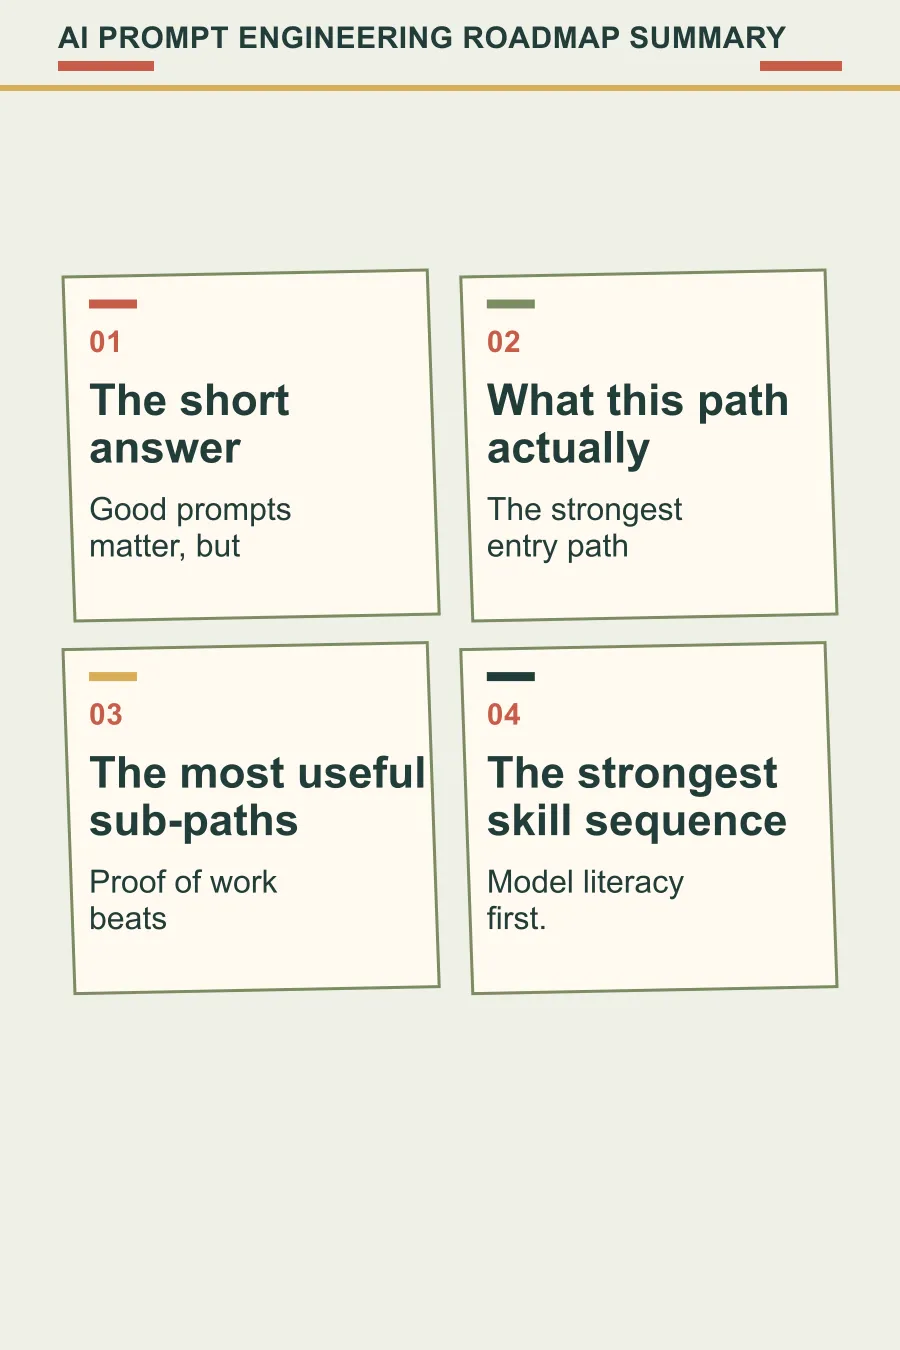 AI PROMPT ENGINEERING ROADMAP SUMMARY
01
The short
answer
Good prompts
matter, but
02
What this path
actually
The strongest
entry path
03
The most useful
sub-paths
Proof of work
beats
04
The strongest
skill sequence
Model literacy
first.